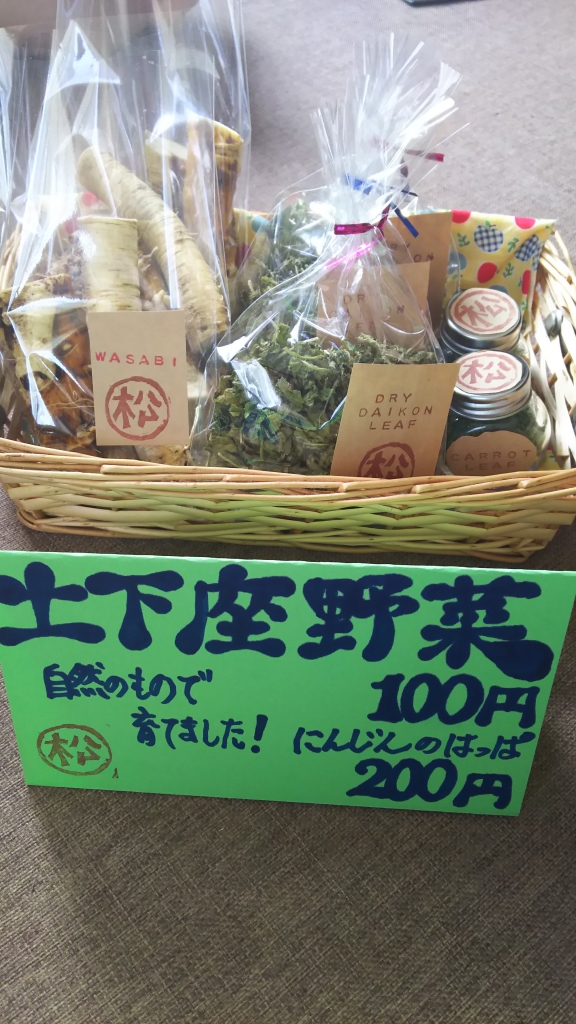 WASABI
松
DRY
DAIKON
LEAF
松
松
松
CARROT
LEAF
土下座野菜
自然のもので
育てました!
100円
にんじんのはっぱ
200円
松